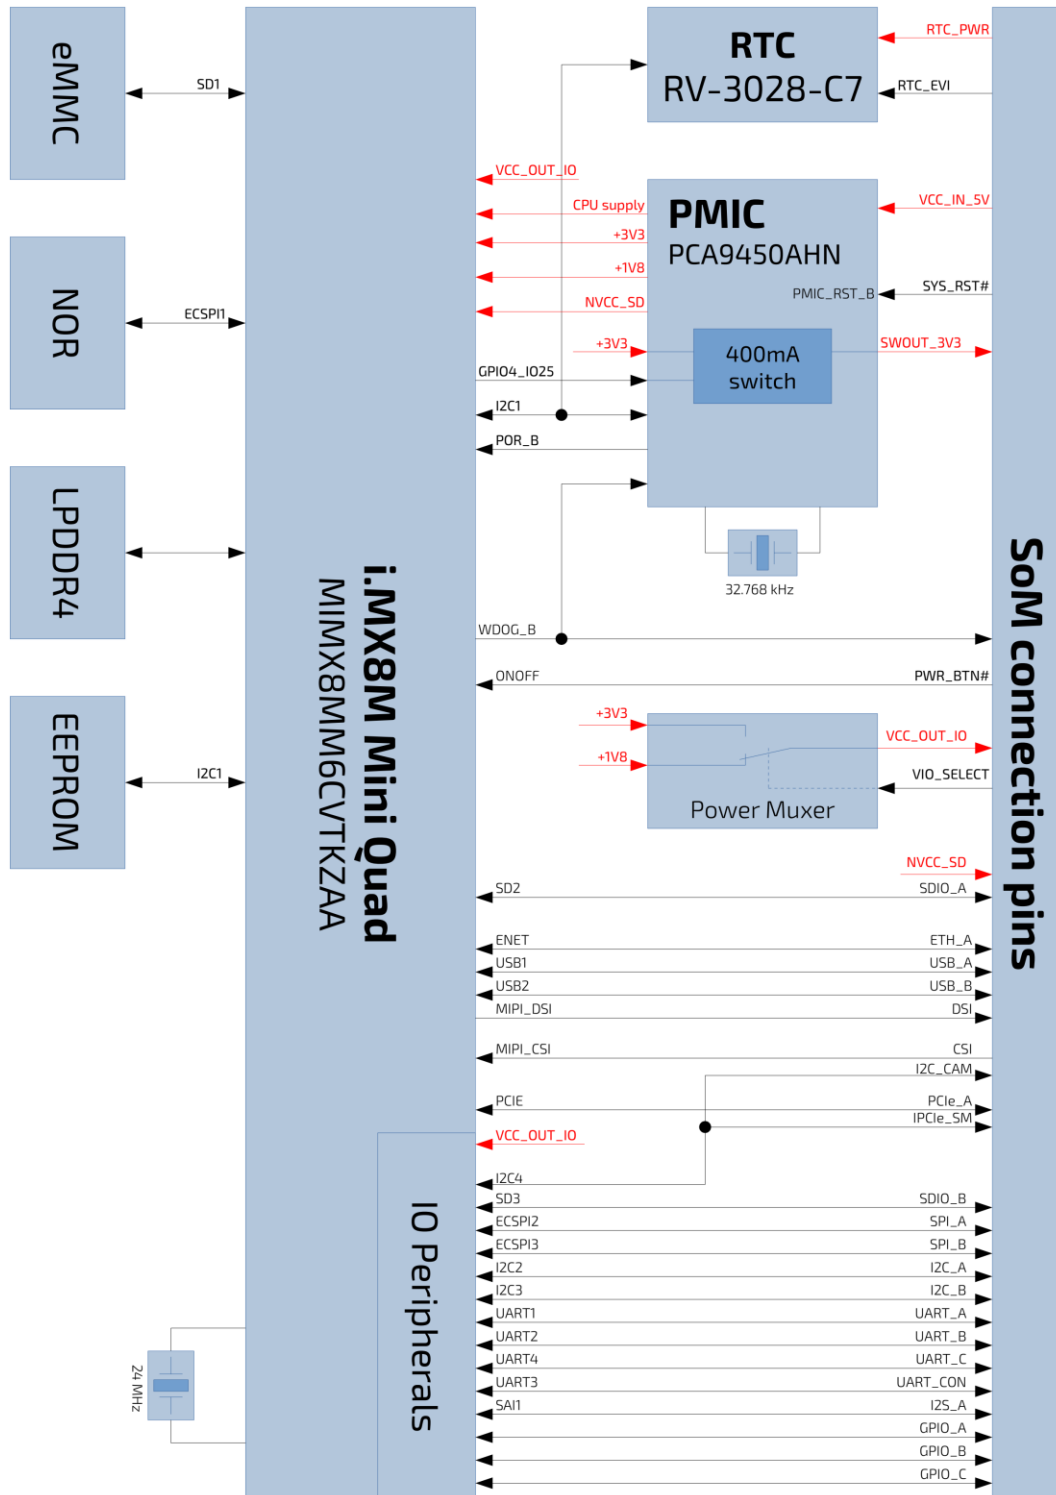 eMMC
SD1
NOR
ECSPI1
LPDDR4
EEPROM
I2C1
i.MX8M Mini Quad
MIMX8MM6CVTKZAA
24 MHz
IO Peripherals
RTC
RV-3028-C7
RTC_PWR
RTC_EVI
VCC_OUT_IO
CPU supply
+3V3
+1V8
NVCC_SD
PMIC
PCA9450AHN
VCC_IN_5V
PMIC_RST_B
SYS_RST#
+3V3
400mA
switch
SWOUT_3V3
GPIO4_IO25
I2C1
POR_B
32.768 kHz
WDOG_B
ONOFF
PWR_BTN#
+3V3
+1V8
VCC_OUT_IO
VIO_SELECT
Power Muxer
NVCC_SD
SD2 SDIO_A
ENET ETH_A
USB1 USB_A
USB2 USB_B
MIPI_DSI DSI
MIPI_CSI CSI
I2C_CAM
PCIE PCIe_A
IPCIe_SM
VCC_OUT_IO
I2C4
SD3 SDIO_B
ECSPI2 SPI_A
ECSPI3 SPI_B
I2C2 I2C_A
I2C3 I2C_B
UART1 UART_A
UART2 UART_B
UART4 UART_C
UART3 UART_CON
SAI1 I2S_A
GPIO_A
GPIO_B
GPIO_C
SoM connection pins